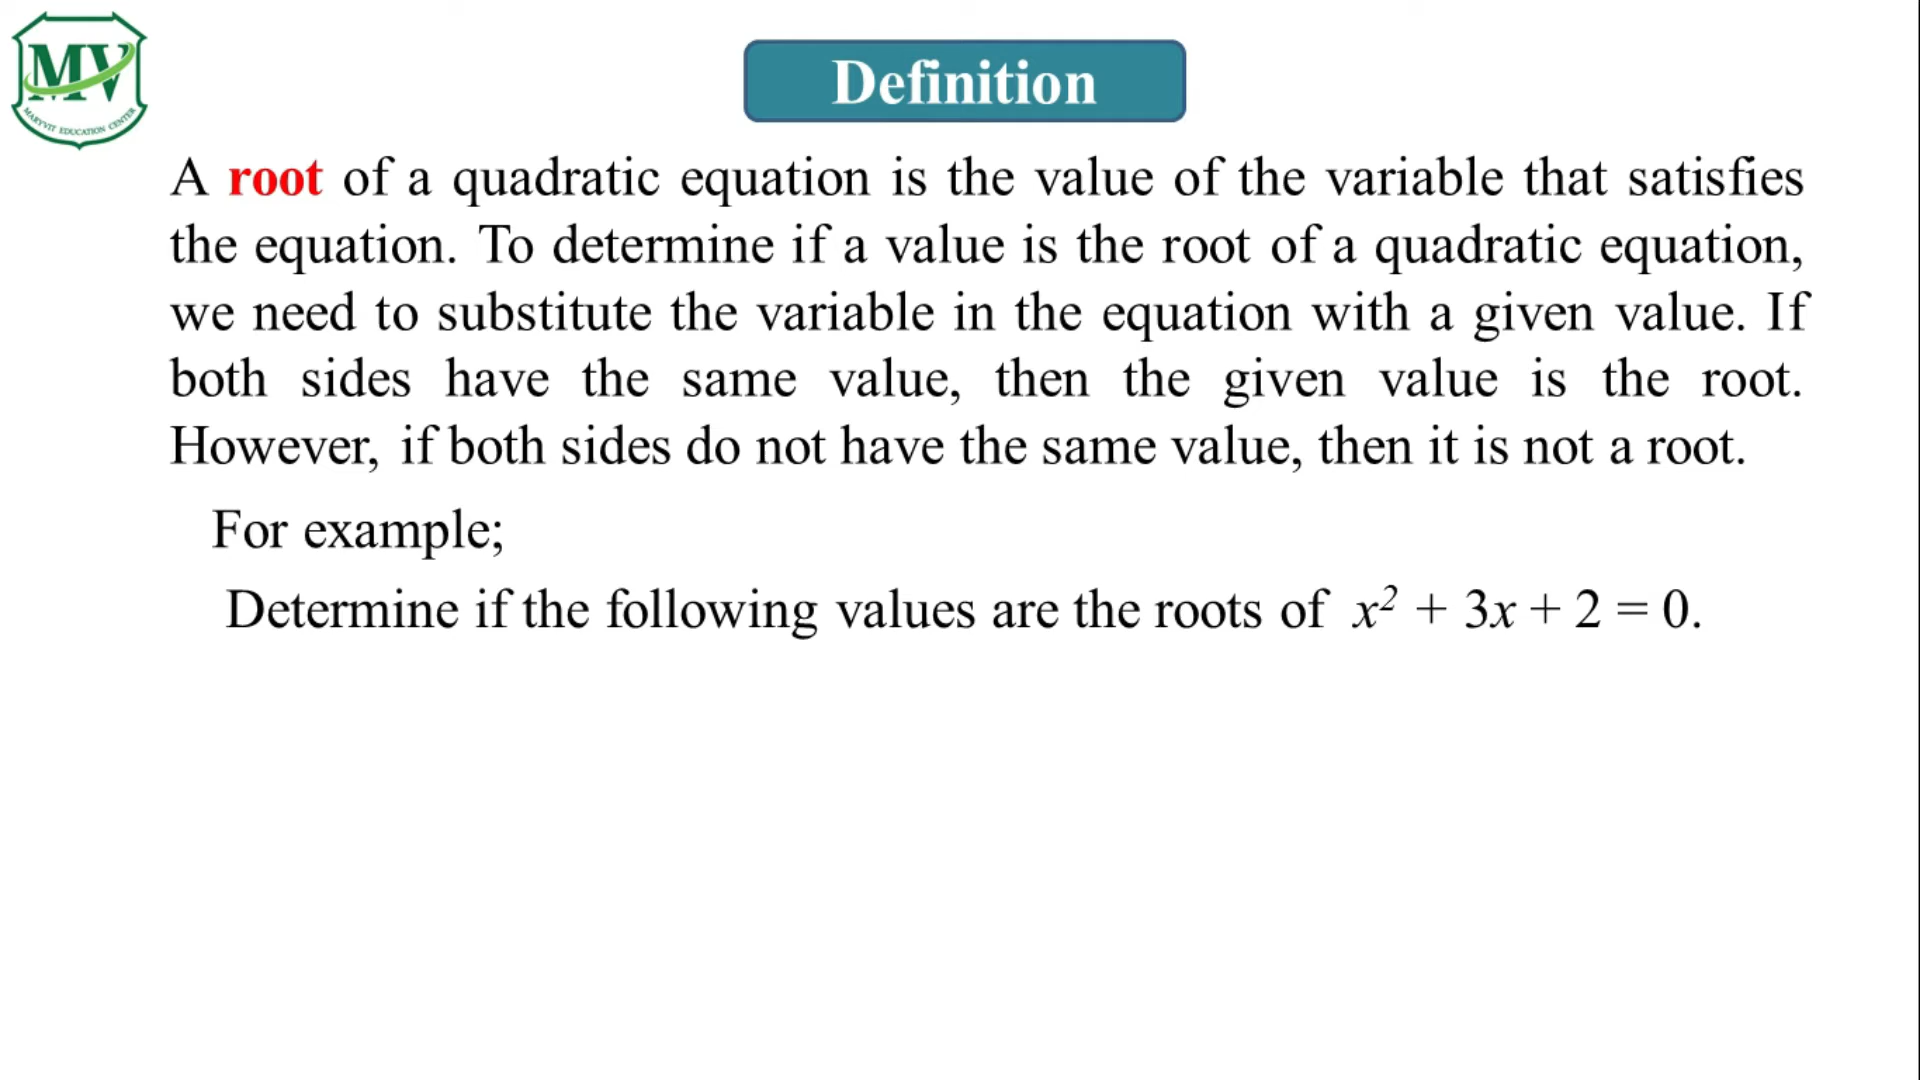 MV
MARYVIT EDUCATION CENTER
Definition
A root of a quadratic equation is the value of the variable that satisfies
the equation. To determine if a value is the root of a quadratic equation,
we need to substitute the variable in the equation with a given value. If
both sides have the same value, then the given value is the root.
However, if both sides do not have the same value, then it is not a root.
For example;
Determine if the following values are the roots of x² + 3x + 2 = 0.